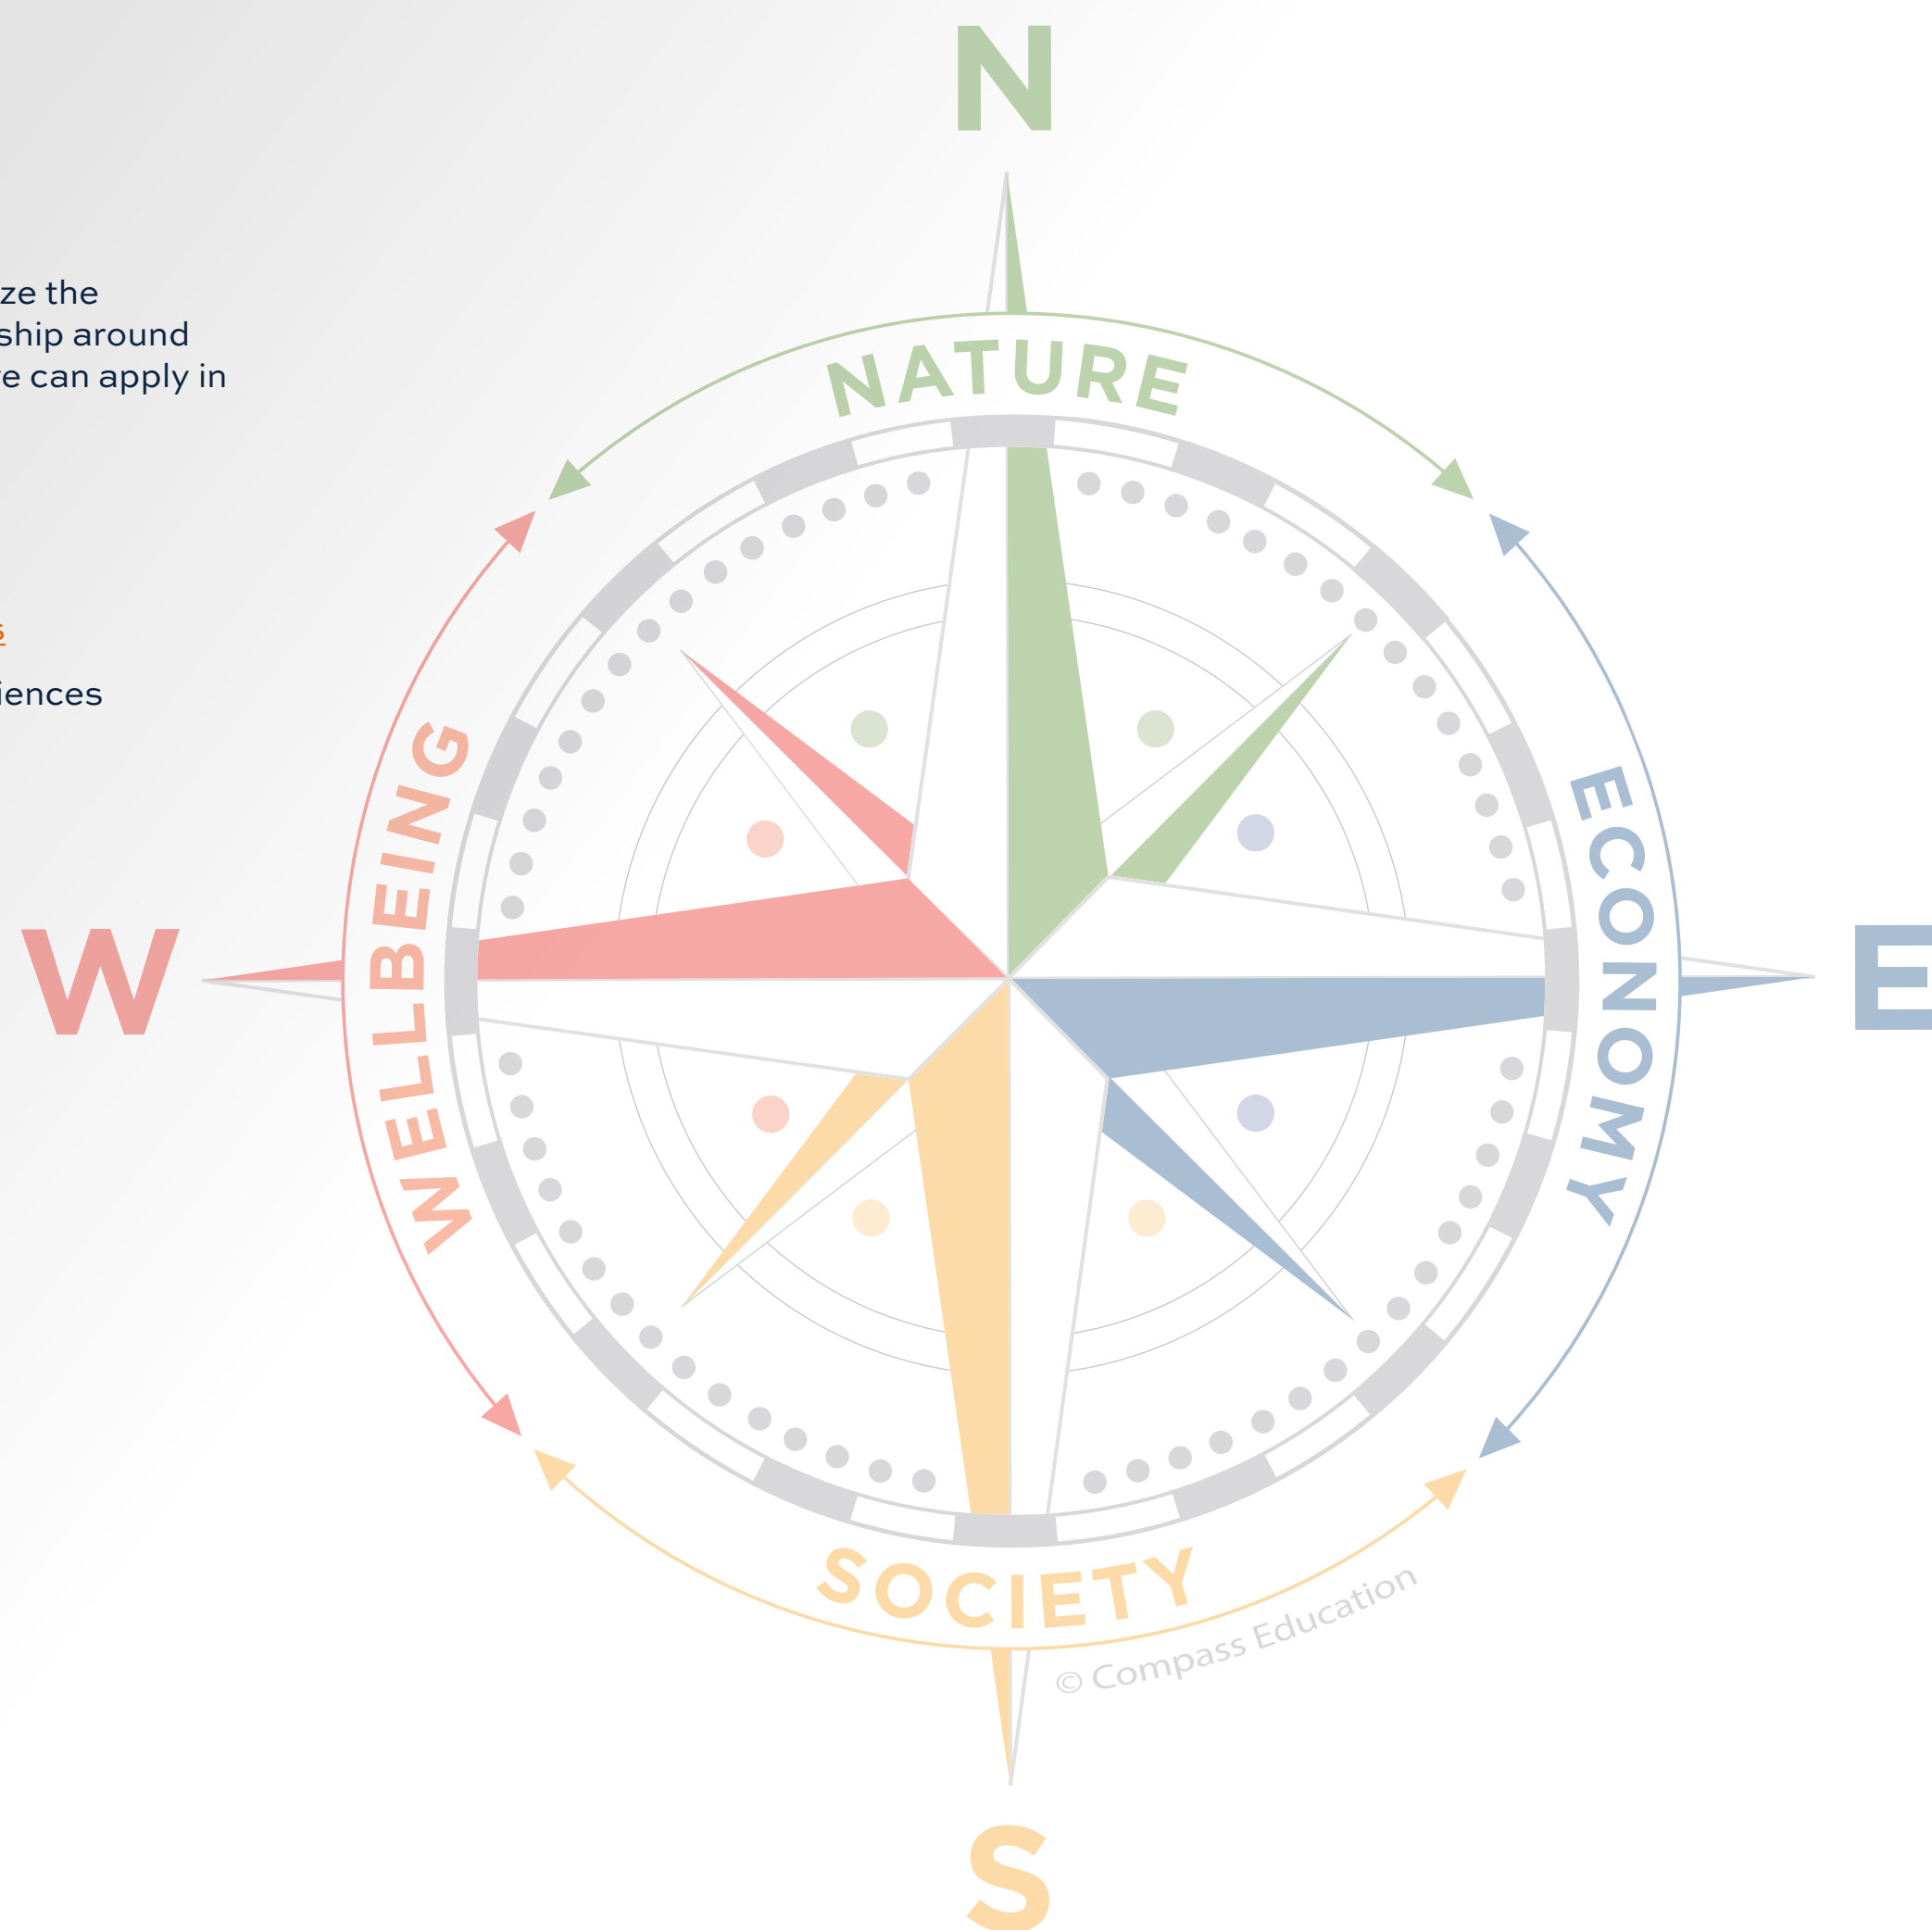 N
ze the
ship around
e can apply in
NATURE
s
iences
WELLBEING
ECONOMY
W
E
SOCIETY
© Compass Education
S